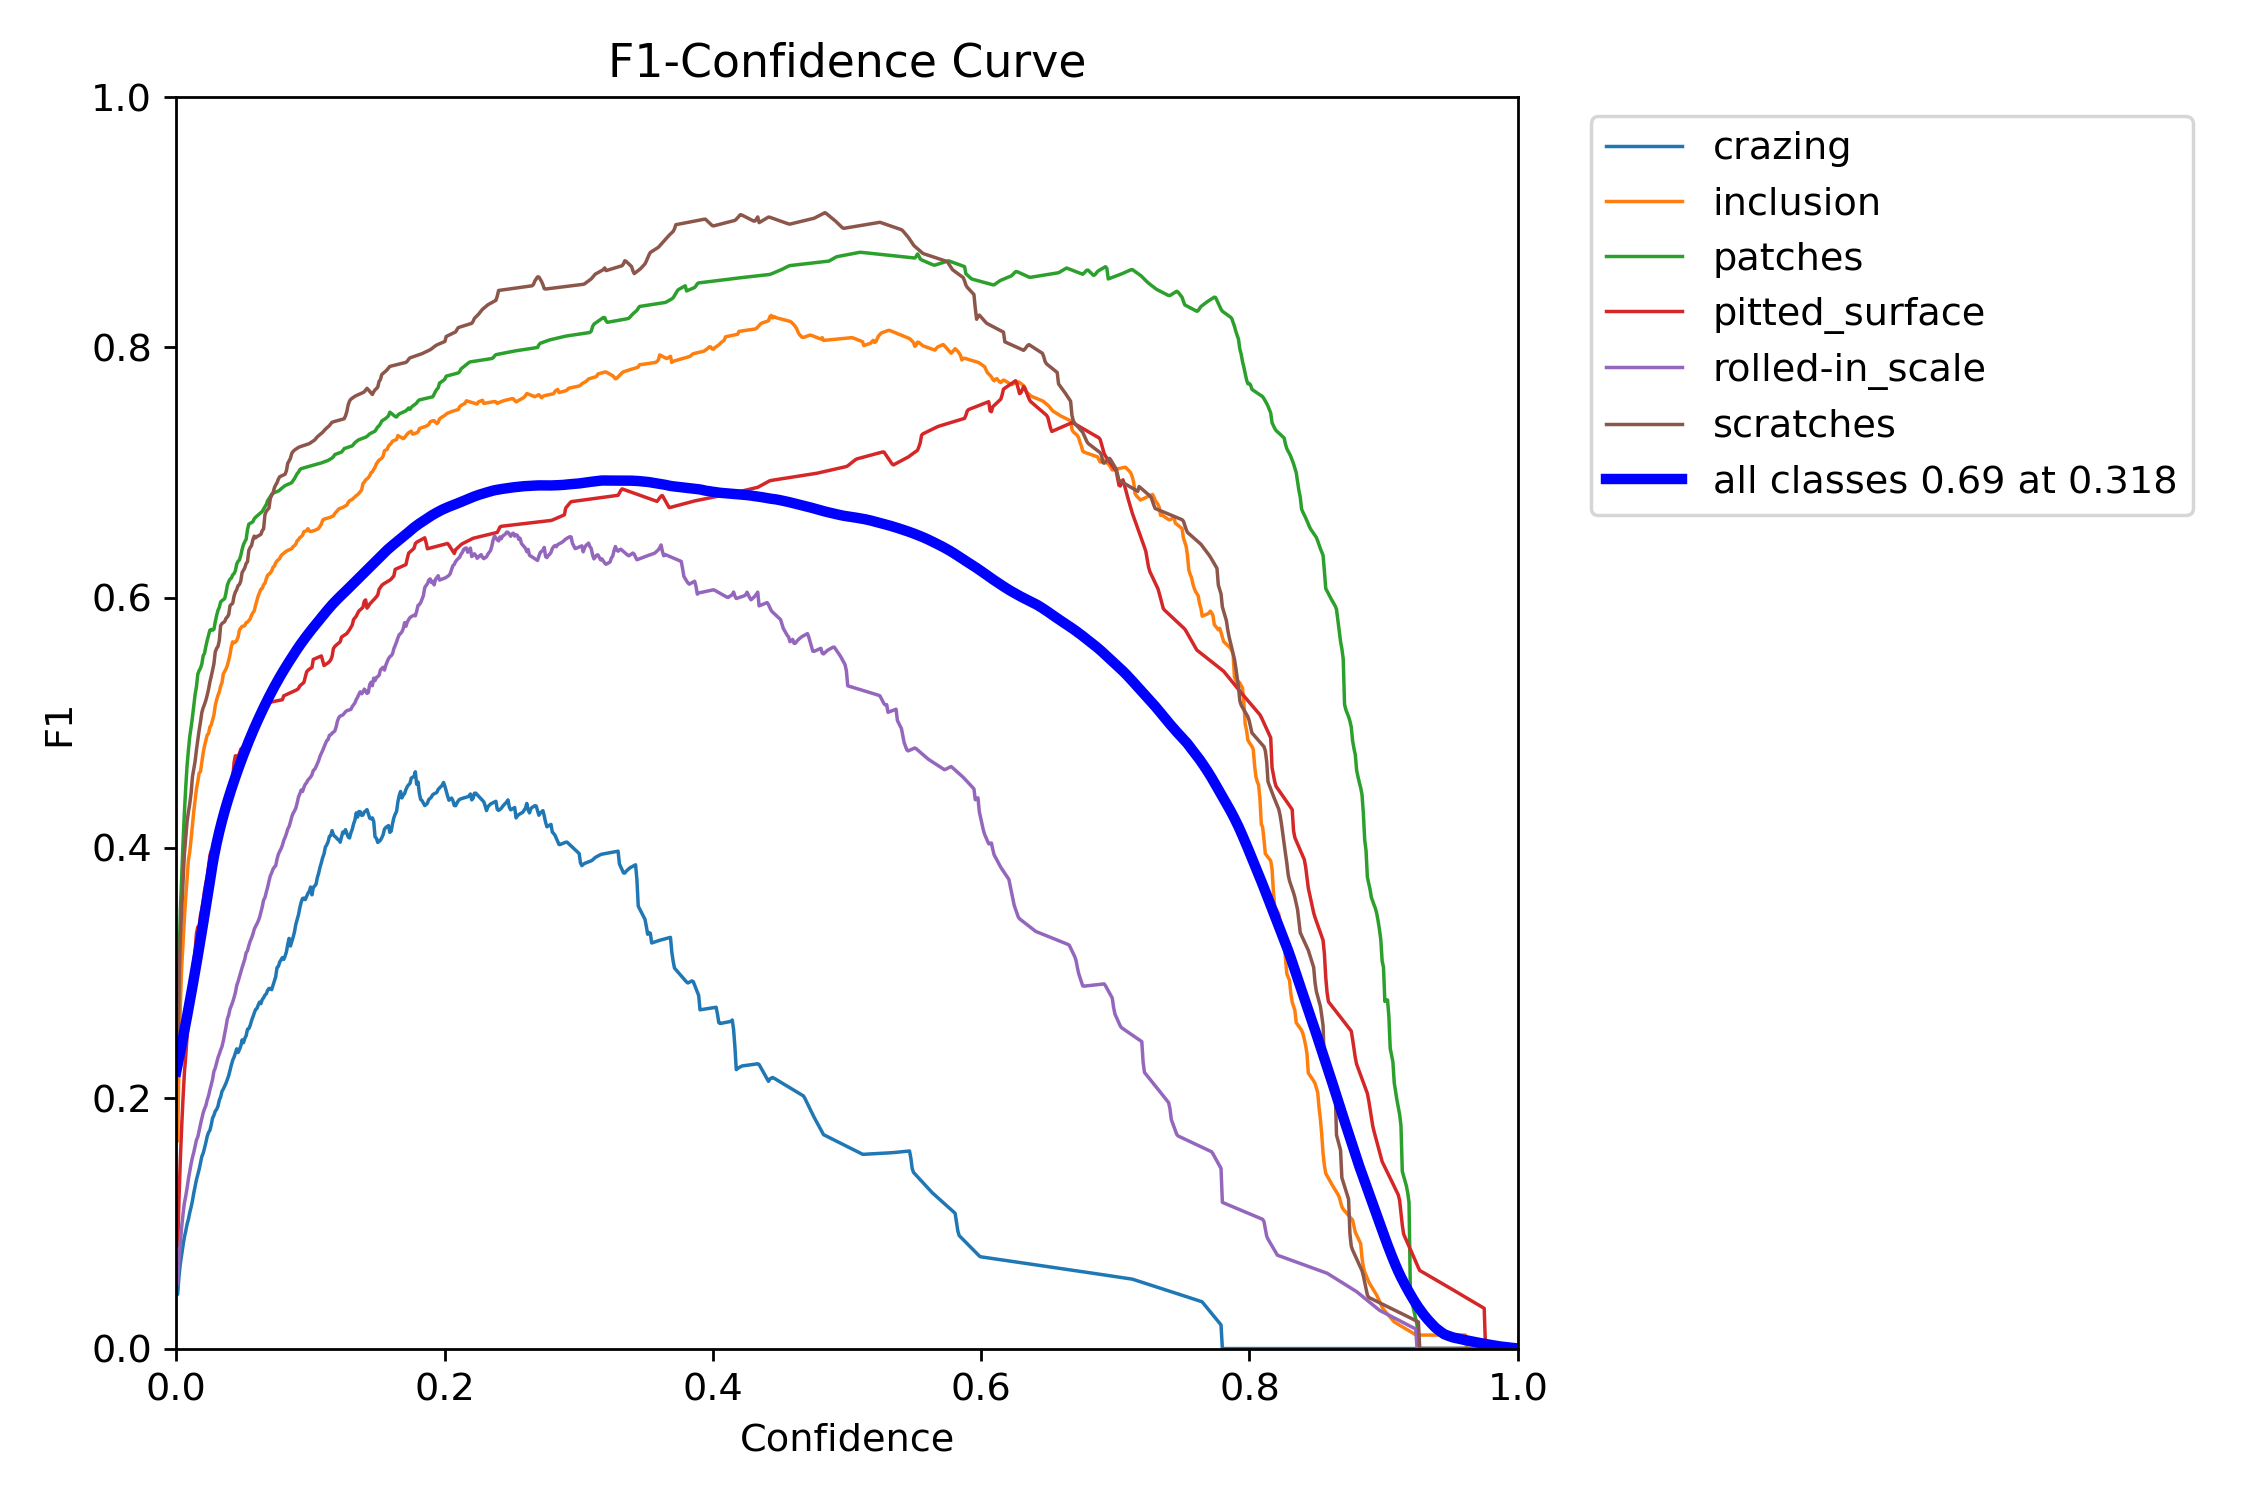 F1-Confidence Curve
1.0
0.8
0.6
0.4
0.2
0.0
F1
0.0 0.2 0.4 0.6 0.8 1.0
Confidence
crazing
inclusion
patches
pitted_surface
rolled-in_scale
scratches
all classes 0.69 at 0.318